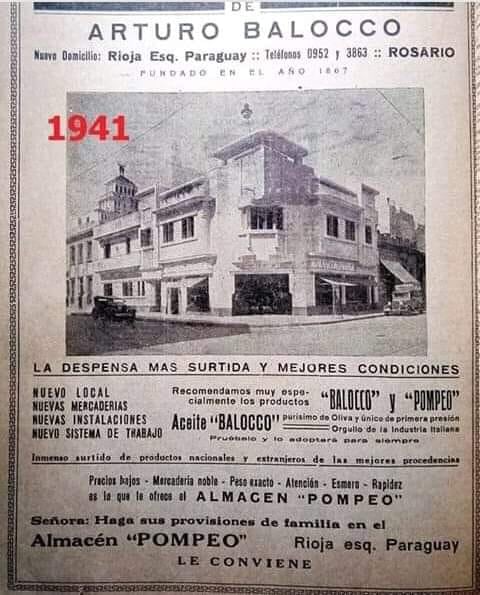 DE
ARTURO BALOCCO
Nuevo Domicilio: Rioja Esq. Paraguay :: Teléfonos 0952 y 3863 :: ROSARIO
FUNDADO EN EL AÑO 1867
1941
LA DESPENSA MAS SURTIDA Y MEJORES CONDICIONES
NUEVO LOCAL
NUEVAS MERCADERIAS
NUEVAS INSTALACIONES
NUEVO SISTEMA DE TRABAJO
Recomendamos muy espe-
cialmente los productos "BALOCCO" y "POMPEO"
Aceite "BALOCCO" purísimo de Oliva y único de primera presión
Orgullo de la Industria Italiana
Pruébelo y lo adoptará para siempre
Inmenso surtido de productos nacionales y extranjeros de las mejores procedencias
Precios bajos - Mercadería noble - Peso exacto - Atención - Esmero - Rapidez
es lo que le ofrece el ALMACEN "POMPEO"
Señora: Haga sus provisiones de familia en el
Almacén "POMPEO" Rioja esq. Paraguay
LE CONVIENE